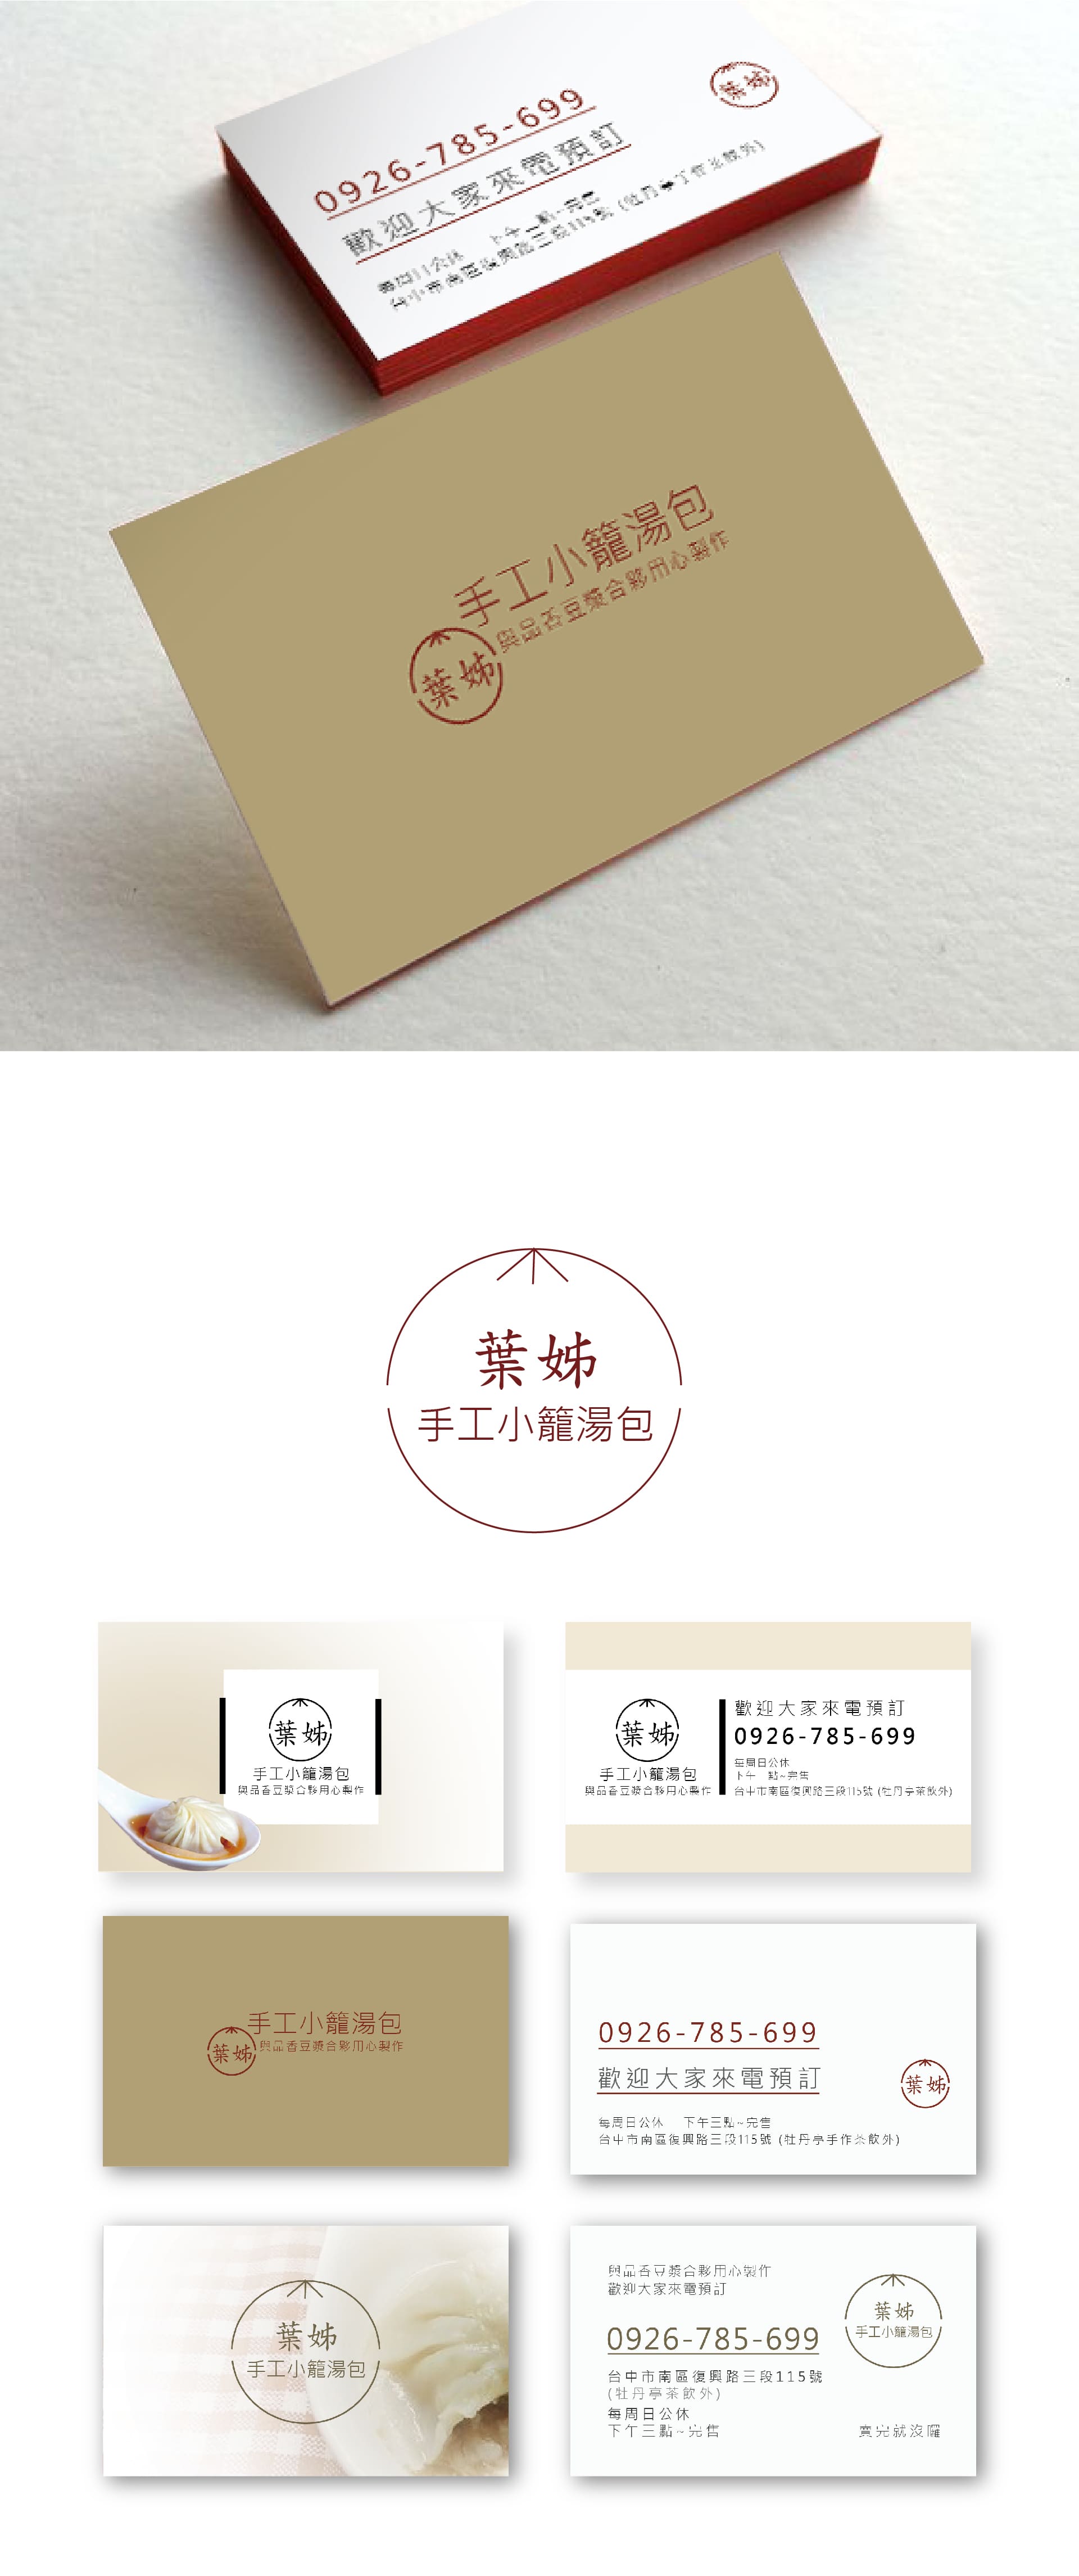 0926-785-699
歡迎大家來電預訂
每周日公休 下午三點~完售
台中市南區復興路三段115號 (牡丹亭手作茶飲外)
葉姊
手工小籠湯包
與品香豆漿合夥用心製作
葉姊
葉姊
手工小籠湯包
葉姊
手工小籠湯包
與品香豆漿合夥用心製作
葉姊
手工小籠湯包
與品香豆漿合夥用心製作
歡迎大家來電預訂
0926-785-699
每周日公休
下午三點~完售
台中市南區復興路三段115號 (牡丹亭茶飲外)
手工小籠湯包
與品香豆漿合夥用心製作
葉姊
0926-785-699
歡迎大家來電預訂
葉姊
每周日公休 下午三點~完售
台中市南區復興路三段115號 (牡丹亭手作茶飲外)
葉姊
手工小籠湯包
與品香豆漿合夥用心製作
歡迎大家來電預訂
葉姊
手工小籠湯包
0926-785-699
台中市南區復興路三段115號
(牡丹亭茶飲外)
每周日公休
下午三點~完售
賣完就沒囉